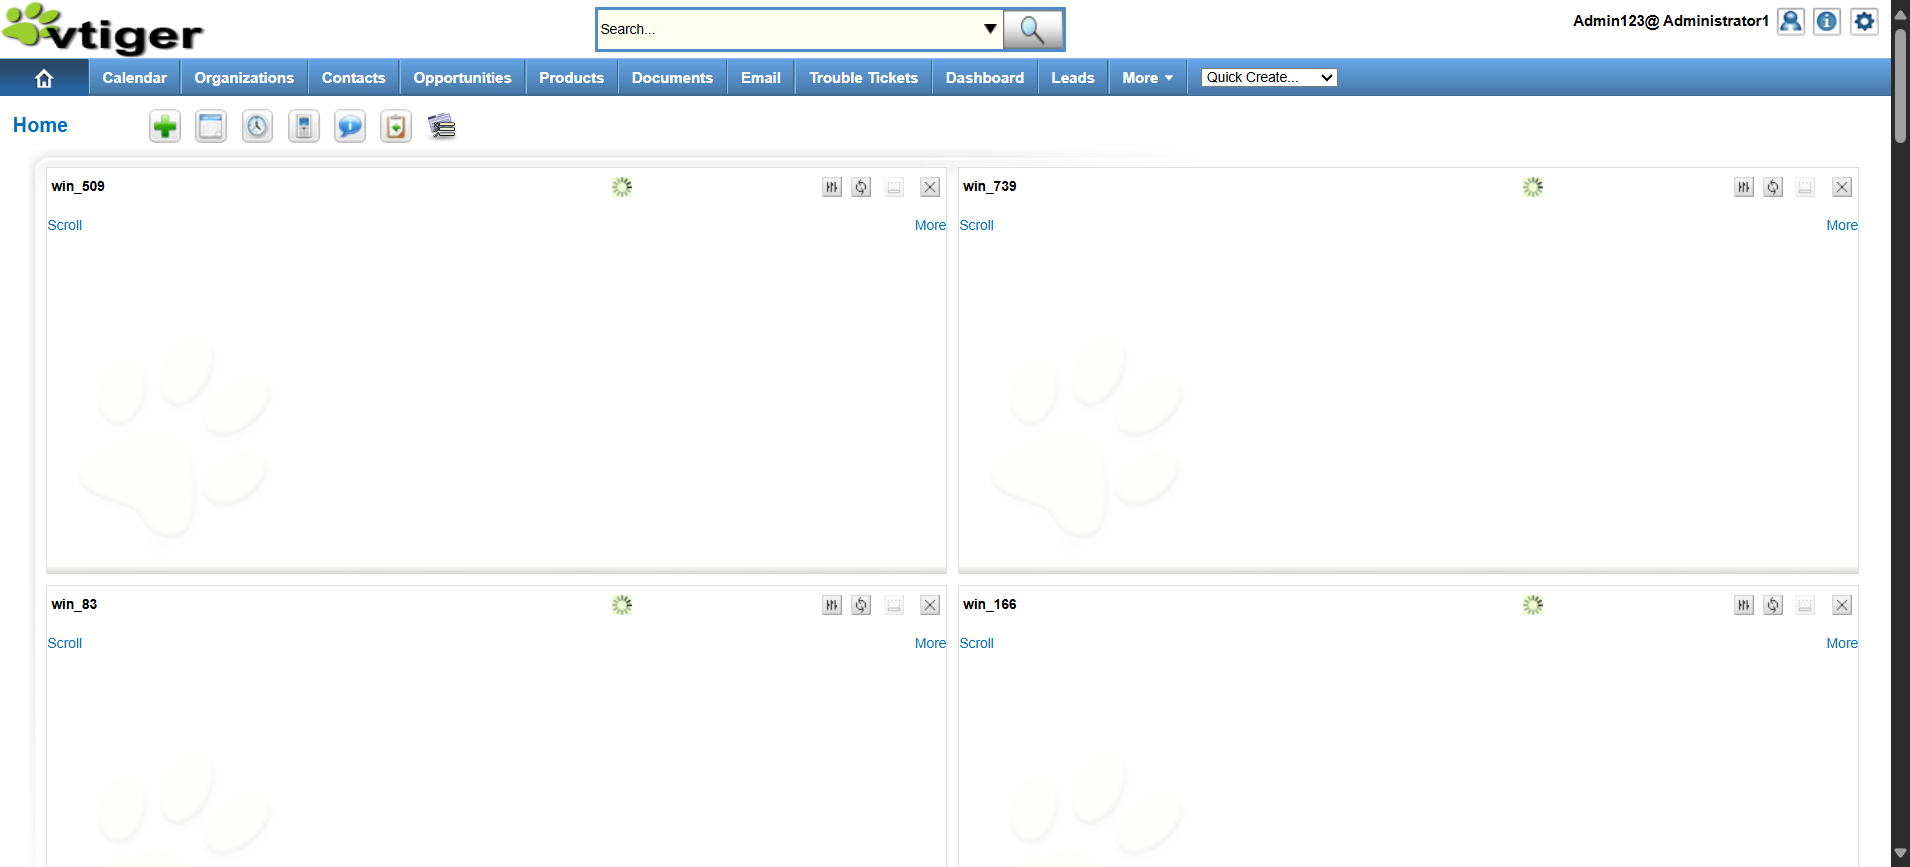 vtiger
Search...
Admin123@ Administrator1
Calendar
Organizations
Contacts
Opportunities
Products
Documents
Email
Trouble Tickets
Dashboard
Leads
More
Quick Create...
Home
win_509
Scroll
More
win_739
Scroll
More
win_83
Scroll
More
win_166
Scroll
More